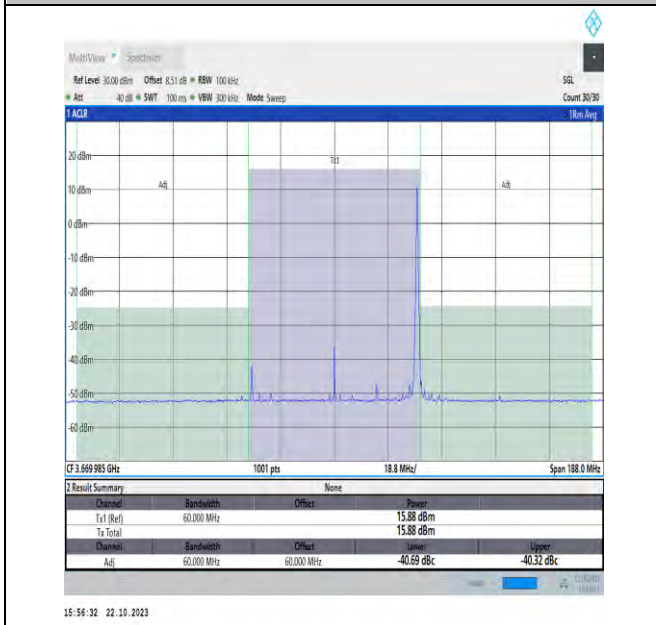 MultiView Spectrum
Ref Level 30.00 dBm Offset 8.51 dB RBW 100 kHz SGL
Att 40 dB SWT 100 ms VBW 300 kHz Mode Sweep Count 30/30
1 ACLR 1Rm Avg
20 dBm
Tx1
10 dBm Adj Adj
0 dBm
-10 dBm
-20 dBm
-30 dBm
-40 dBm
-50 dBm
-60 dBm
CF 3.669 985 GHz 1001 pts 18.8 MHz/ Span 188.0 MHz
2 Result Summary None
Channel Bandwidth Offset Power
Tx1 (Ref) 60.000 MHz 15.88 dBm
Tx Total 15.88 dBm
Channel Bandwidth Offset Lower Upper
Adj 60.000 MHz 60.000 MHz -40.69 dBc -40.32 dBc
15:56:32 22.10.2023